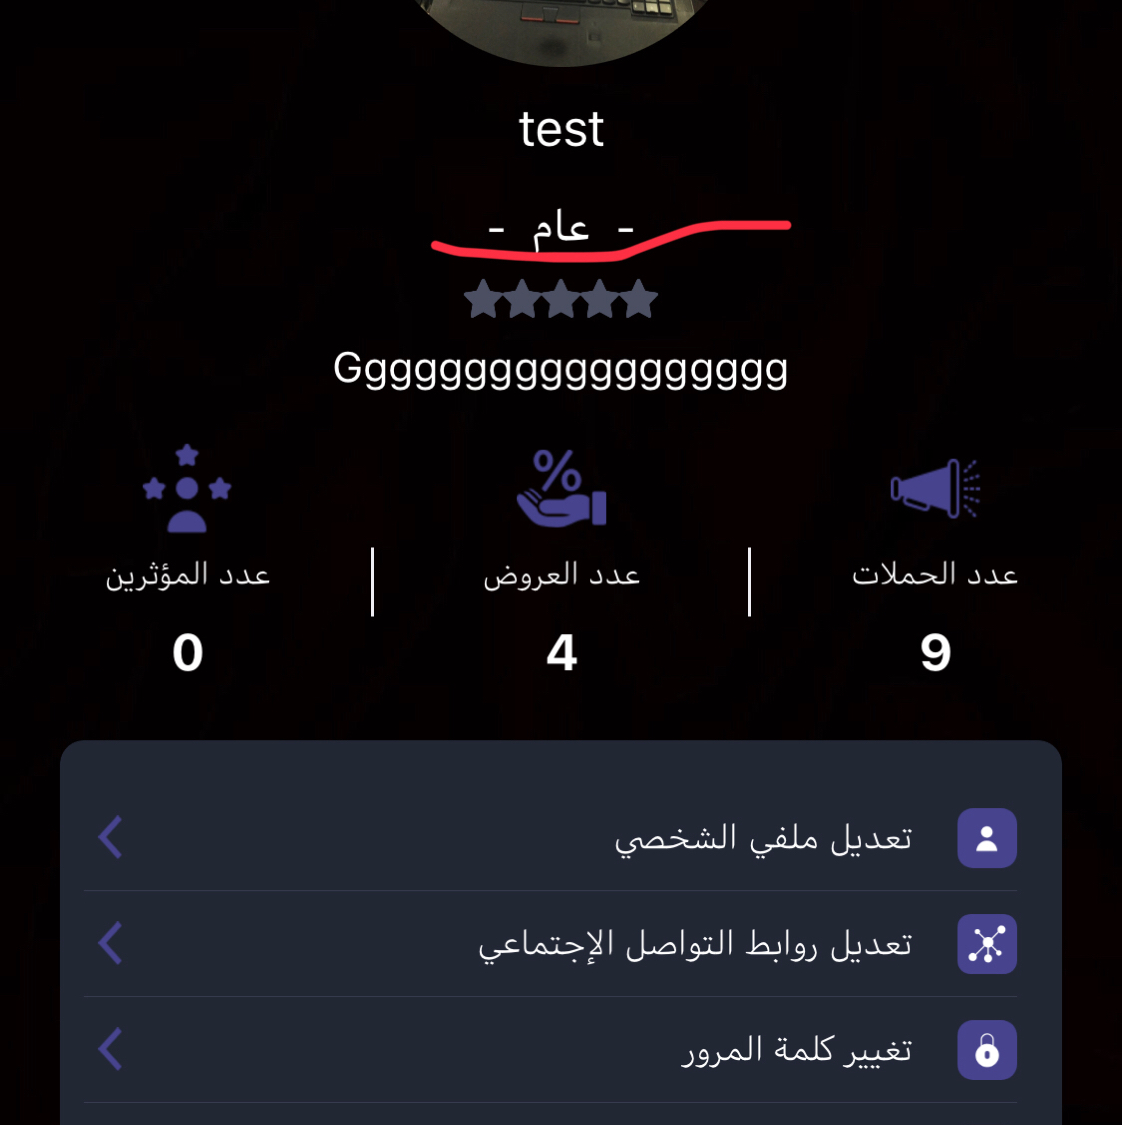 test
- عام -
Gggggggggggggggggg
عدد الحملات
عدد العروض
عدد المؤثرين
9
4
0
تعديل ملفي الشخصي
تعديل روابط التواصل الإجتماعي
تغيير كلمة المرور